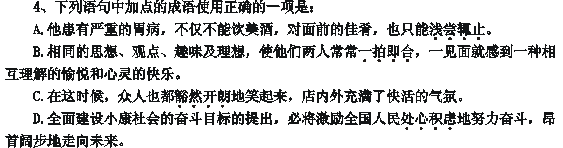 4、下列语句中加点的成语使用正确的一项是：
A.他患有严重的胃病，不仅不能饮美酒，对面前的佳肴，也只能浅尝辄止。
B.相同的思想、观点、趣味及理想，使他们两人常常一拍即合，一见面就感到一种相
互理解的愉悦和心灵的快乐。
C.在这时候，众人也都豁然开朗地笑起来，店内外充满了快活的气氛。
D.全面建设小康社会的奋斗目标的提出，必将激励全国人民处心积虑地努力奋斗，昂
首阔步地走向未来。